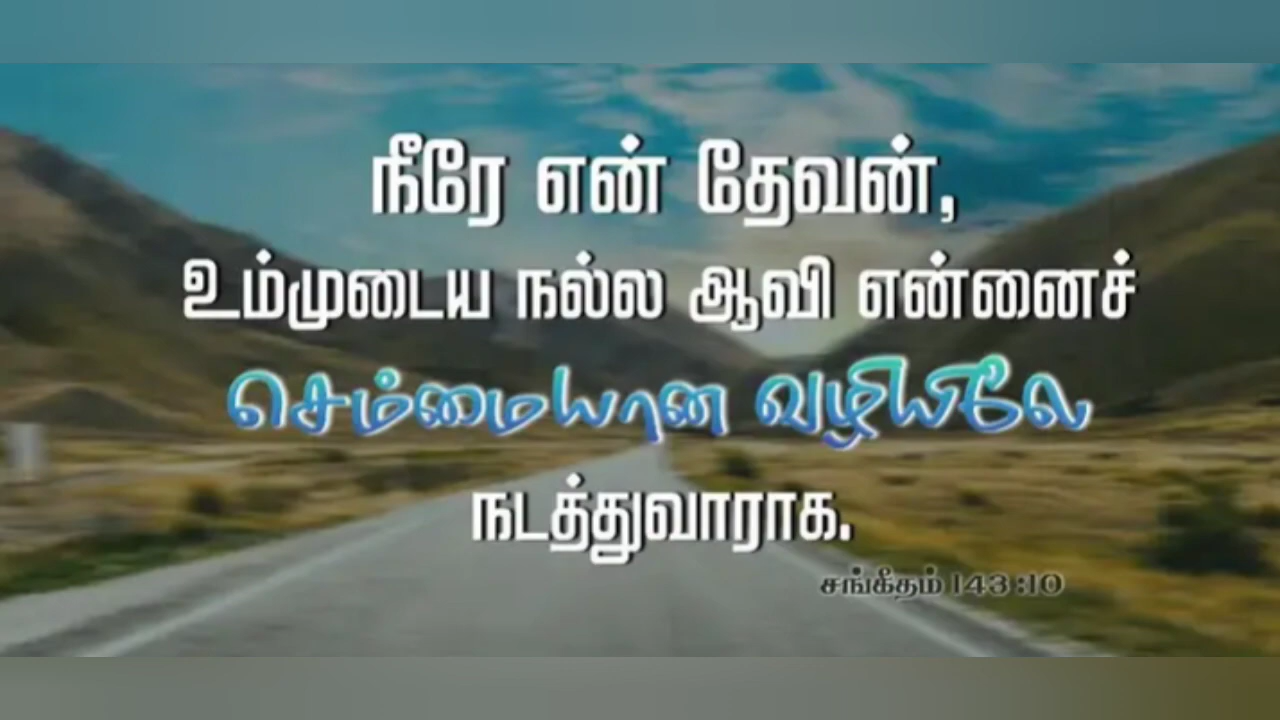 நீரே என் தேவன்,
உம்முடைய நல்ல ஆவி என்னைச்
செம்மையான வழியிலே
நடத்துவாராக.
சங்கீதம் 143:10